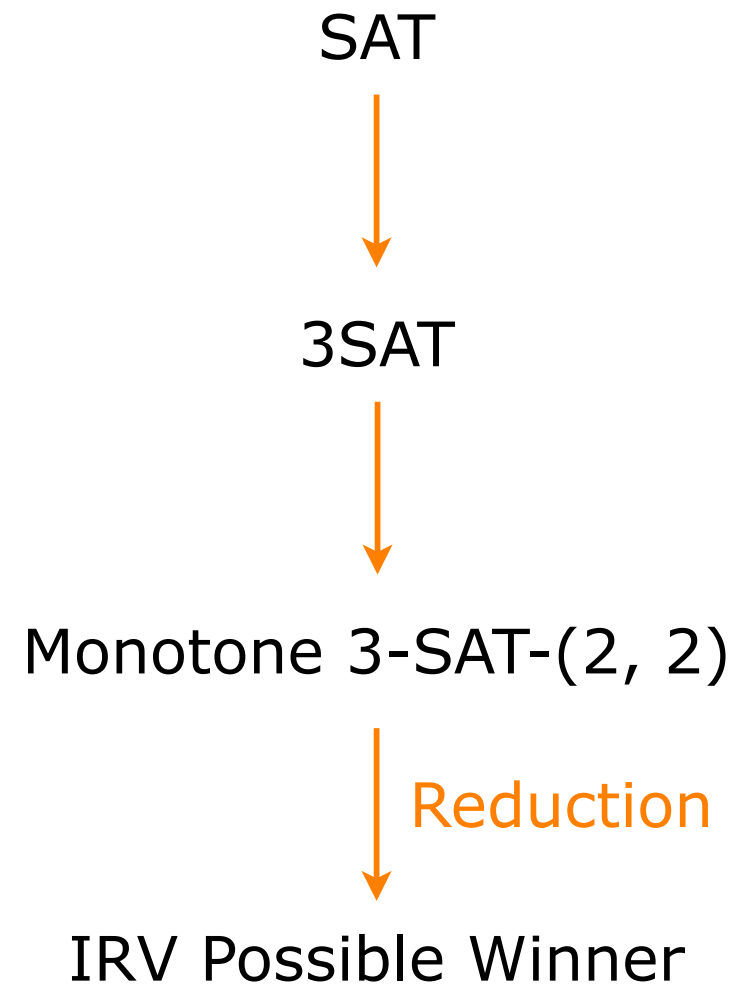 SAT
3SAT
Monotone 3-SAT-(2, 2)
Reduction
IRV Possible Winner